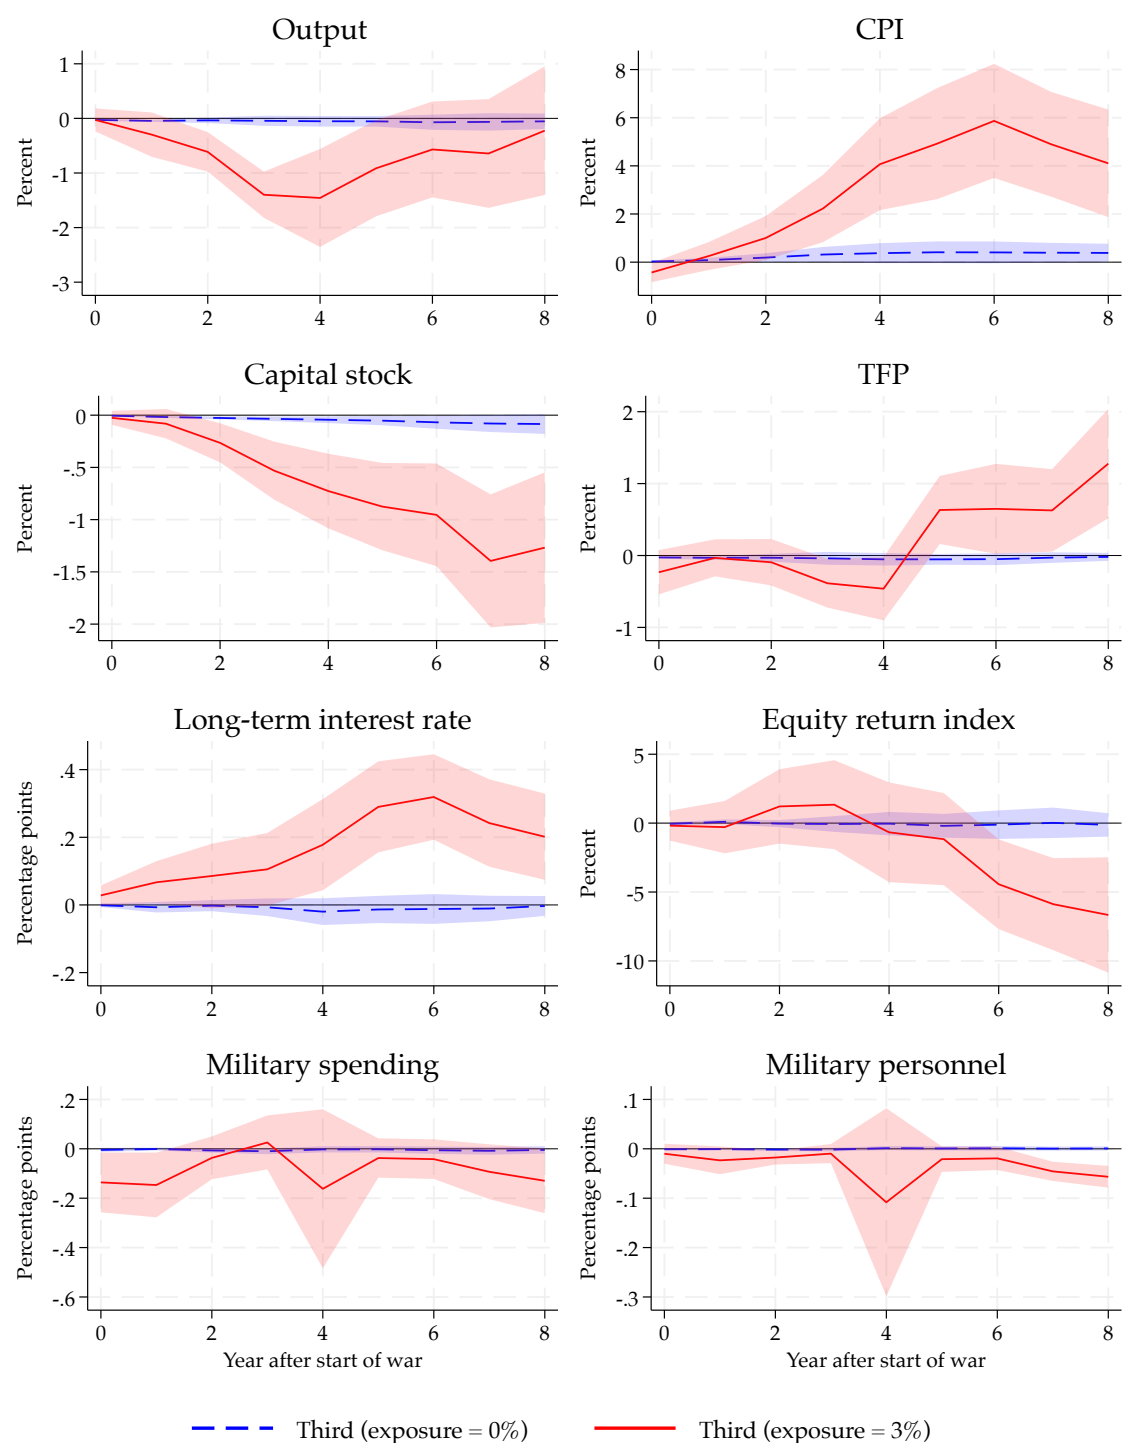 Output
Percent
1
0
-1
-2
-3
0 2 4 6 8
CPI
Percent
8
6
4
2
0
0 2 4 6 8
Capital stock
Percent
0
-.5
-1
-1.5
-2
0 2 4 6 8
TFP
Percent
2
1
0
-1
0 2 4 6 8
Long-term interest rate
Percentage points
.4
.2
0
-.2
0 2 4 6 8
Equity return index
Percent
5
0
-5
-10
0 2 4 6 8
Military spending
Percentage points
.2
0
-.2
-.4
-.6
0 2 4 6 8
Year after start of war
Military personnel
Percentage points
.1
0
-.1
-.2
-.3
0 2 4 6 8
Year after start of war
Third (exposure = 0%)
Third (exposure = 3%)